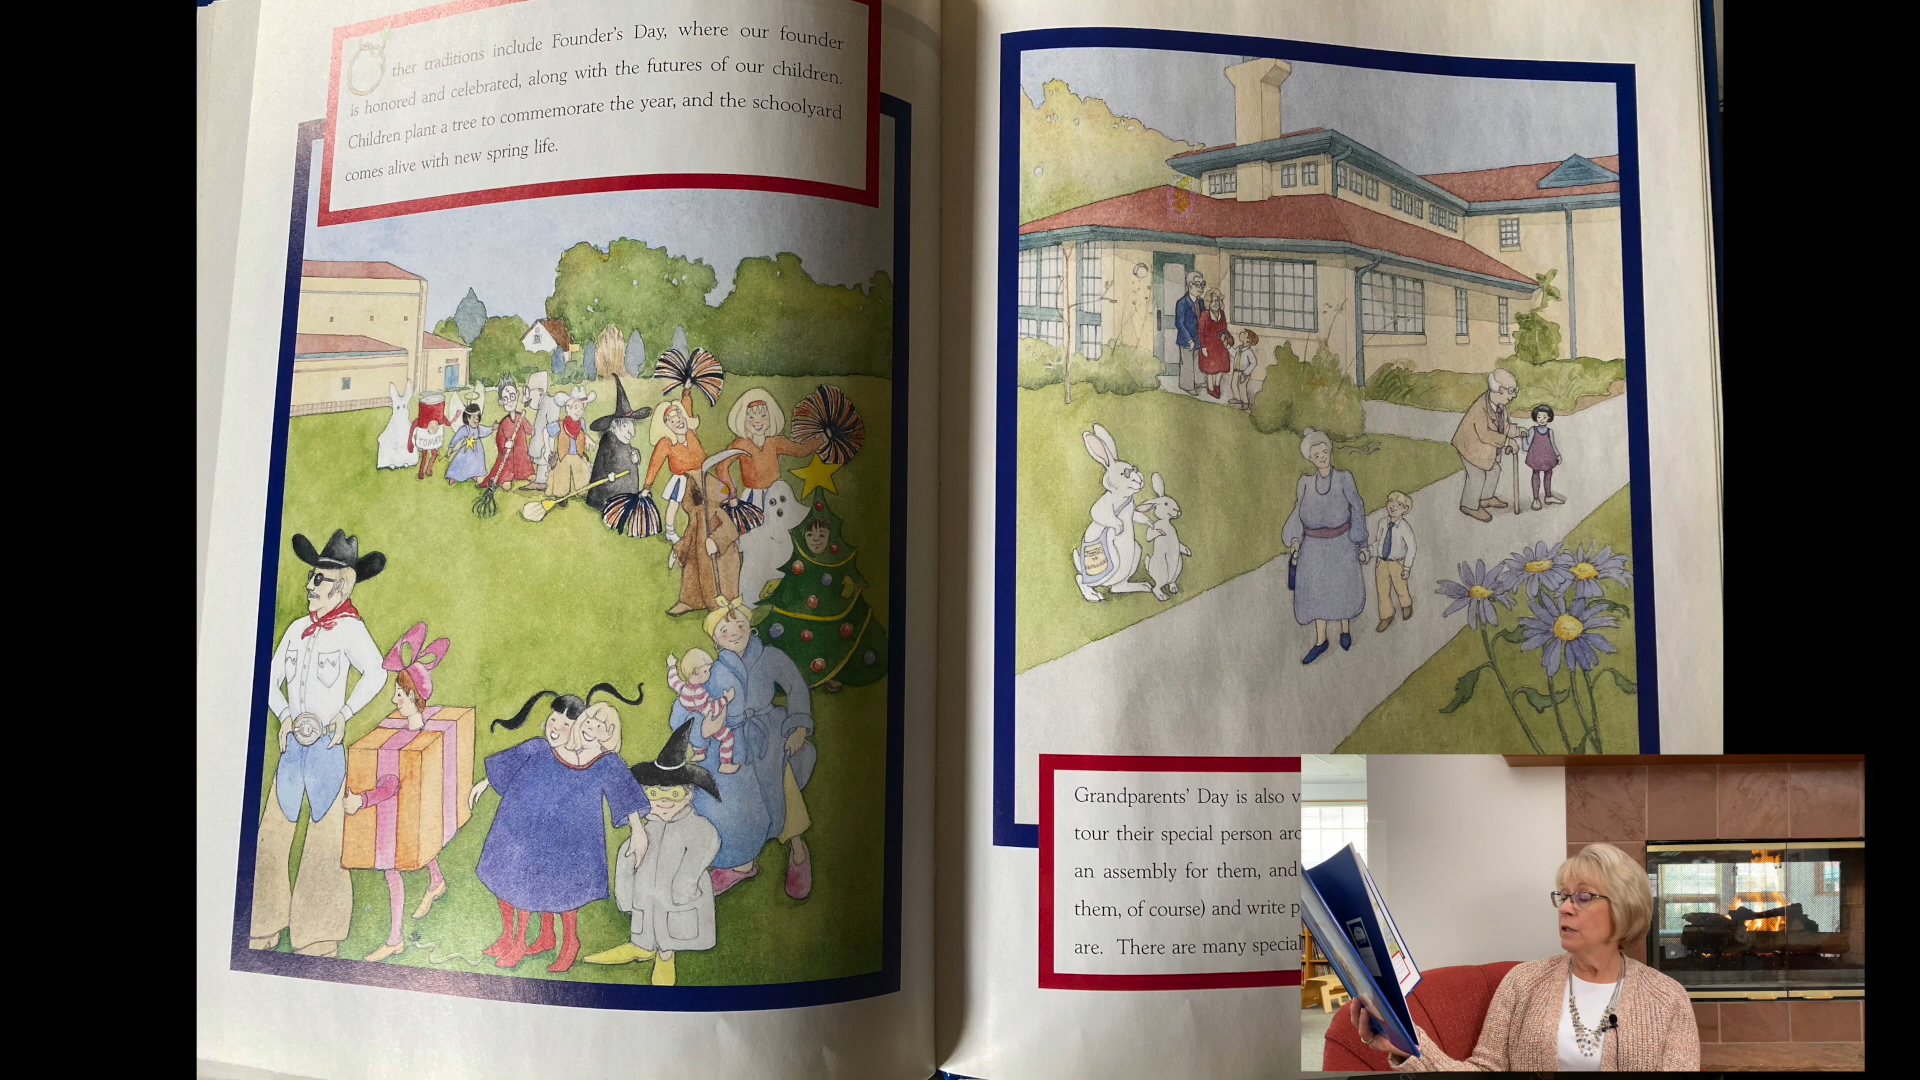 Other traditions include Founder's Day, where our founder
is honored and celebrated, along with the futures of our children.
Children plant a tree to commemorate the year, and the schoolyard
comes alive with new spring life.
TOMATO
Grandparents' Day is also v
tour their special person aro
an assembly for them, and
them, of course) and write p
are. There are many special